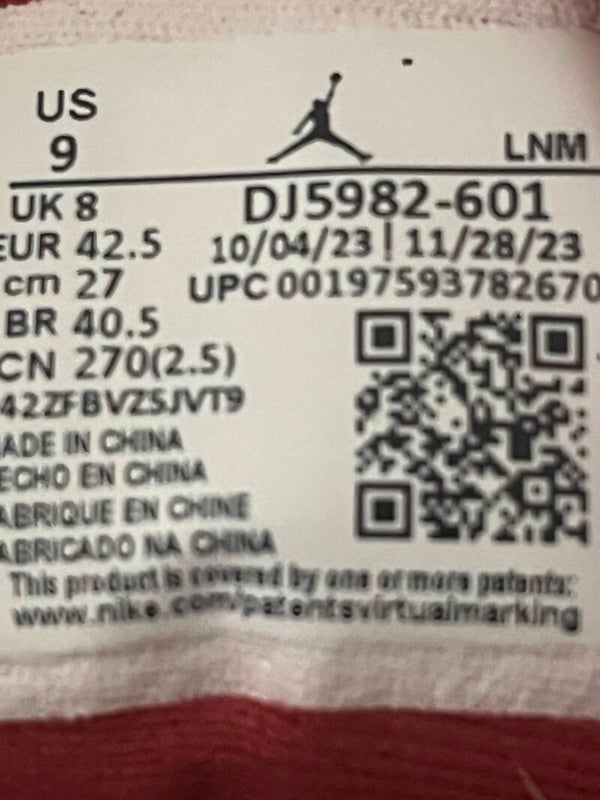 US
9
LNM
UK 8
DJ5982-601
EUR 42.5
10/04/23 | 11/28/23
cm 27
UPC 00197593782670
BR 40.5
CN 270(2.5)
42ZFBVZSJVT9
ADE IN CHINA
ECHO EN CHINA
ABRIQUE EN CHINE
ABRICADO NA CHINA
This product is covered by one or more patents:
www.nike.com/patentsvirtualmarking